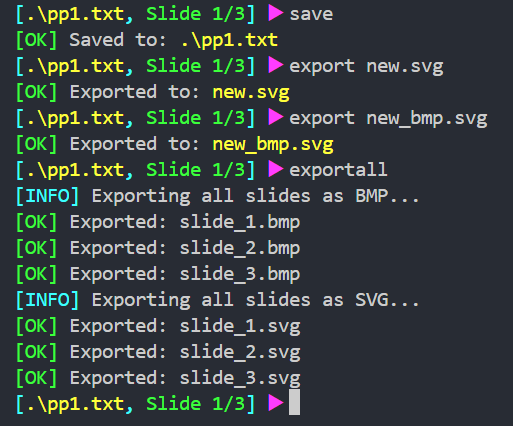 [.\pp1.txt, Slide 1/3] ▶ save
[OK] Saved to: .\pp1.txt
[.\pp1.txt, Slide 1/3] ▶ export new.svg
[OK] Exported to: new.svg
[.\pp1.txt, Slide 1/3] ▶ export new_bmp.svg
[OK] Exported to: new_bmp.svg
[.\pp1.txt, Slide 1/3] ▶ exportall
[INFO] Exporting all slides as BMP...
[OK] Exported: slide_1.bmp
[OK] Exported: slide_2.bmp
[OK] Exported: slide_3.bmp
[INFO] Exporting all slides as SVG...
[OK] Exported: slide_1.svg
[OK] Exported: slide_2.svg
[OK] Exported: slide_3.svg
[.\pp1.txt, Slide 1/3] ▶